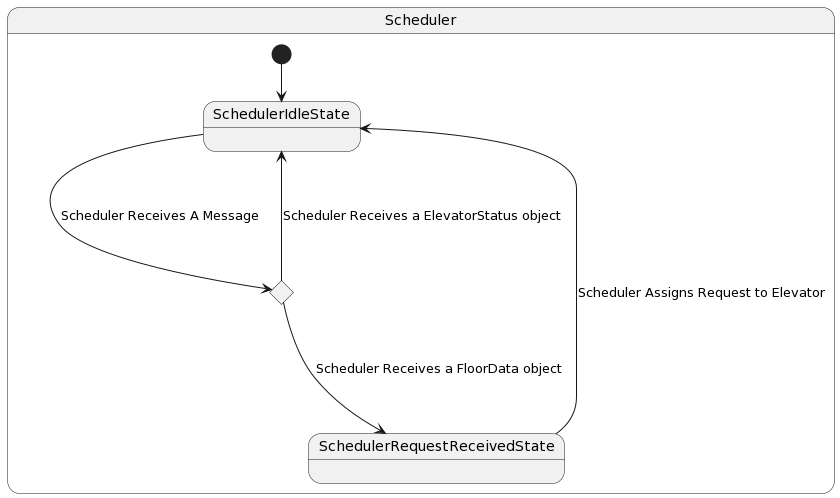 Scheduler
SchedulerIdleState
Scheduler Receives A Message
Scheduler Receives a ElevatorStatus object
Scheduler Assigns Request to Elevator
Scheduler Receives a FloorData object
SchedulerRequestReceivedState